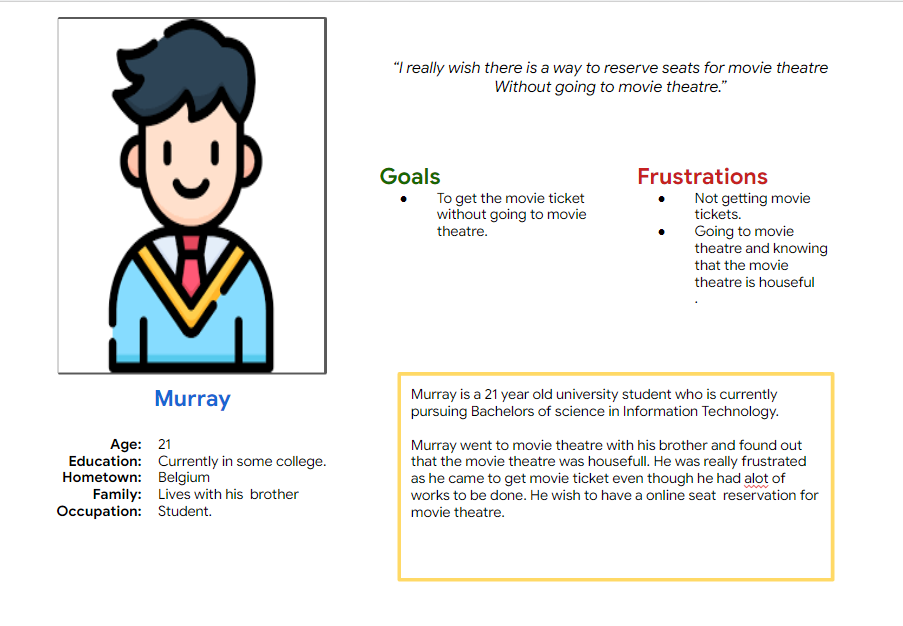 “I really wish there is a way to reserve seats for movie theatre
Without going to movie theatre.”
Goals
● To get the movie ticket
without going to movie
theatre.
Frustrations
● Not getting movie
tickets.
● Going to movie
theatre and knowing
that the movie
theatre is houseful
.
Murray
Age: 21
Education: Currently in some college.
Hometown: Belgium
Family: Lives with his brother
Occupation: Student.
Murray is a 21 year old university student who is currently
pursuing Bachelors of science in Information Technology.
Murray went to movie theatre with his brother and found out
that the movie theatre was housefull. He was really frustrated
as he came to get movie ticket even though he had alot of
works to be done. He wish to have a online seat reservation for
movie theatre.